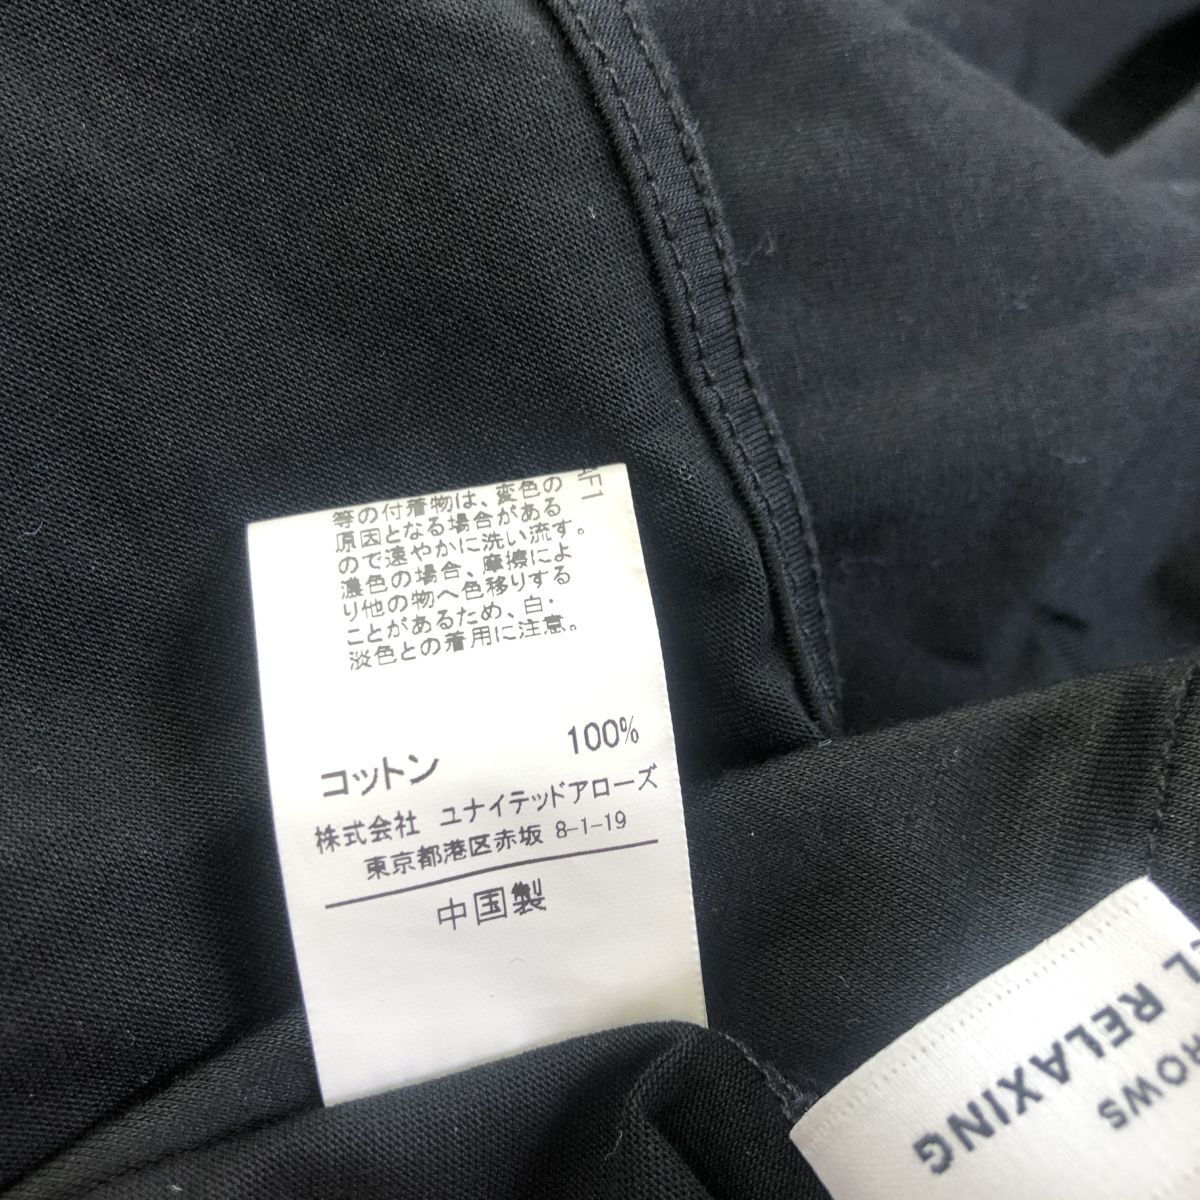 等の付着物は、変色の
原因となる場合がある
ので速やかに洗い流す。
濃色の場合、摩擦によ
り他の物へ色移りする
ことがあるため、白・
淡色との着用に注意。
F1
コットン 100%
株式会社 ユナイテッドアローズ
東京都港区赤坂 8-1-19
中国製
ROWS
L RELAXING